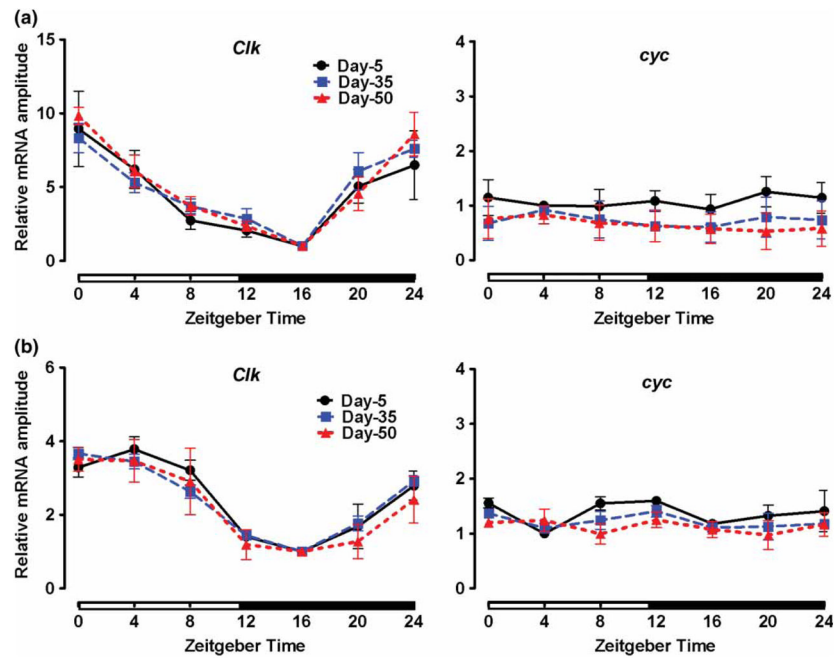 (a)
Clk
cyc
Relative mRNA amplitude
15
10
5
0
Day-5
Day-35
Day-50
0 4 8 12 16 20 24
Zeitgeber Time
4
3
2
1
0
0 4 8 12 16 20 24
Zeitgeber Time
(b)
Clk
cyc
Relative mRNA amplitude
6
4
2
0
Day-5
Day-35
Day-50
0 4 8 12 16 20 24
Zeitgeber Time
4
3
2
1
0
0 4 8 12 16 20 24
Zeitgeber Time